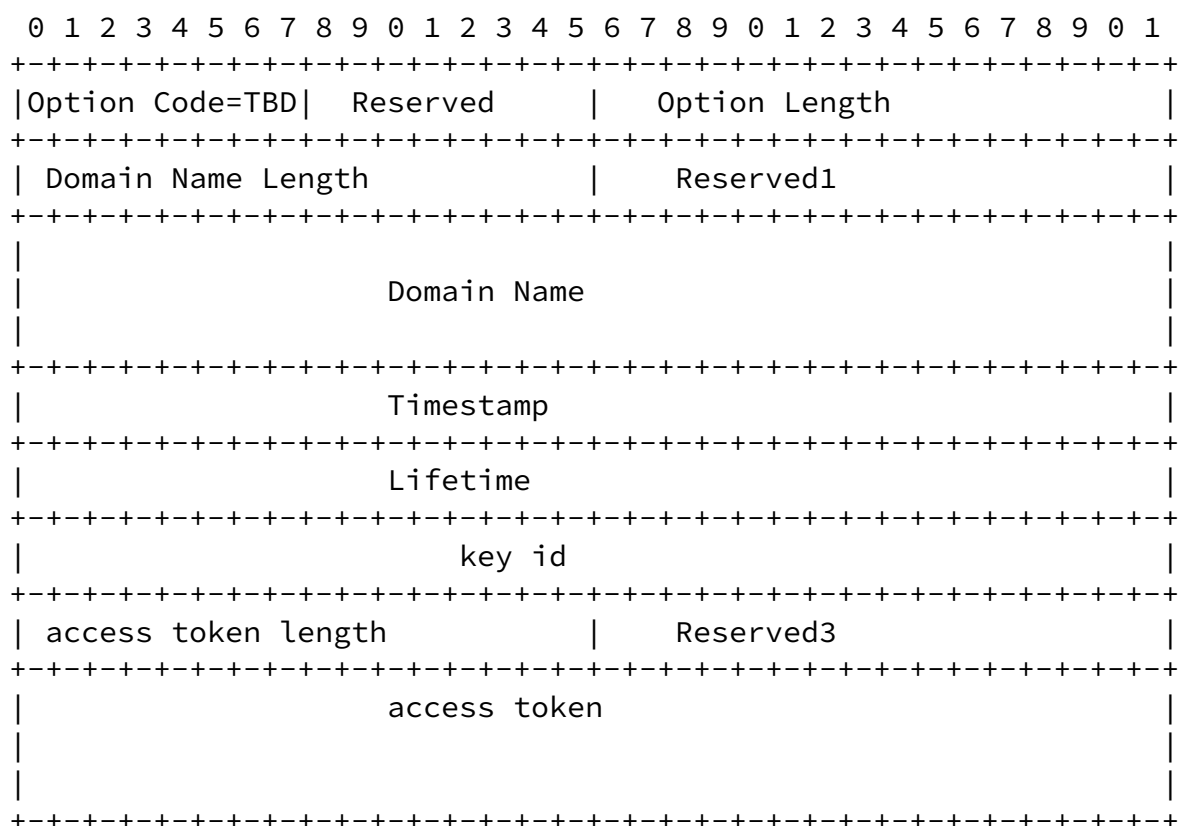 0 1 2 3 4 5 6 7 8 9 0 1 2 3 4 5 6 7 8 9 0 1 2 3 4 5 6 7 8 9 0 1
+-+-+-+-+-+-+-+-+-+-+-+-+-+-+-+-+-+-+-+-+-+-+-+-+-+-+-+-+-+-+-+-+
|Option Code=TBD|  Reserved     |   Option Length               |
+-+-+-+-+-+-+-+-+-+-+-+-+-+-+-+-+-+-+-+-+-+-+-+-+-+-+-+-+-+-+-+-+
| Domain Name Length            |    Reserved1                  |
+-+-+-+-+-+-+-+-+-+-+-+-+-+-+-+-+-+-+-+-+-+-+-+-+-+-+-+-+-+-+-+-+
|                                                               |
|                    Domain Name                                |
|                                                               |
+-+-+-+-+-+-+-+-+-+-+-+-+-+-+-+-+-+-+-+-+-+-+-+-+-+-+-+-+-+-+-+-+
|                    Timestamp                                  |
+-+-+-+-+-+-+-+-+-+-+-+-+-+-+-+-+-+-+-+-+-+-+-+-+-+-+-+-+-+-+-+-+
|                    Lifetime                                   |
+-+-+-+-+-+-+-+-+-+-+-+-+-+-+-+-+-+-+-+-+-+-+-+-+-+-+-+-+-+-+-+-+
|                        key id                                 |
+-+-+-+-+-+-+-+-+-+-+-+-+-+-+-+-+-+-+-+-+-+-+-+-+-+-+-+-+-+-+-+-+
| access token length           |    Reserved3                  |
+-+-+-+-+-+-+-+-+-+-+-+-+-+-+-+-+-+-+-+-+-+-+-+-+-+-+-+-+-+-+-+-+
|                    access token                               |
|                                                               |
|                                                               |
+-+-+-+-+-+-+-+-+-+-+-+-+-+-+-+-+-+-+-+-+-+-+-+-+-+-+-+-+-+-+-+-+